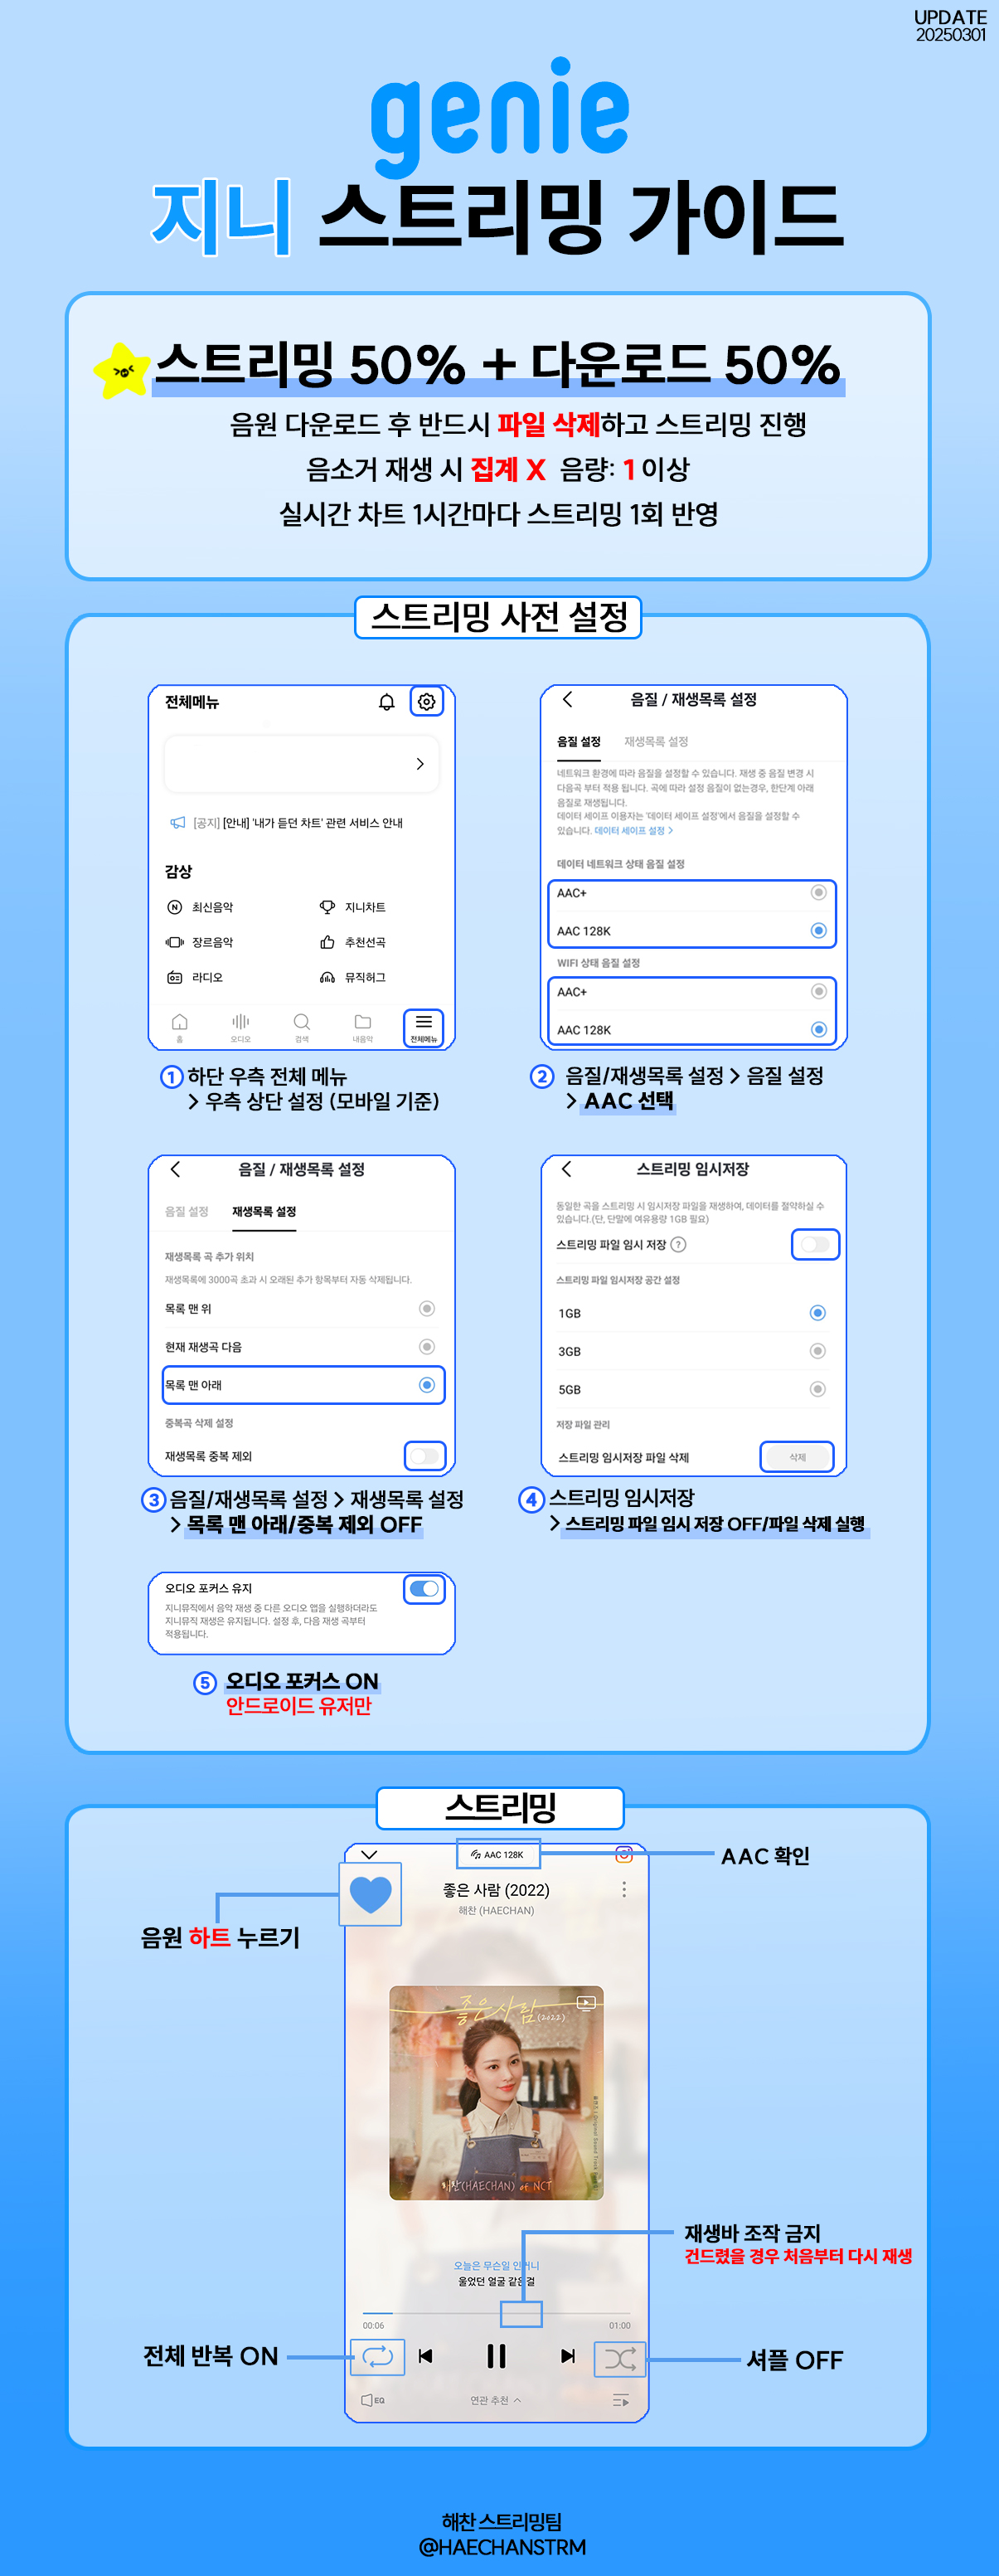 UPDATE
20250301
genie
지니 스트리밍 가이드
스트리밍 50% + 다운로드 50%
음원 다운로드 후 반드시 파일 삭제하고 스트리밍 진행
음소거 재생 시 집계 X 음량: 1 이상
실시간 차트 1시간마다 스트리밍 1회 반영
스트리밍 사전 설정
전체메뉴
[공지] [안내] '내가 듣던 차트' 관련 서비스 안내
감상
최신음악
지니차트
장르음악
추천선곡
라디오
뮤직허그
홈
오디오
검색
내음악
전체메뉴
① 하단 우측 전체 메뉴
> 우측 상단 설정 (모바일 기준)
음질 / 재생목록 설정
음질 설정 재생목록 설정
네트워크 환경에 따라 음질을 설정할 수 있습니다. 재생 중 음질 변경 시
다음곡 부터 적용 됩니다. 곡에 따라 설정 음질이 없는경우, 한단계 아래
음질로 재생됩니다.
데이터 세이프 이용자는 '데이터 세이프 설정'에서 음질을 설정할 수
있습니다. 데이터 세이프 설정 >
데이터 네트워크 상태 음질 설정
AAC+
AAC 128K
WIFI 상태 음질 설정
AAC+
AAC 128K
② 음질/재생목록 설정 > 음질 설정
> AAC 선택
음질 / 재생목록 설정
음질 설정 재생목록 설정
재생목록 곡 추가 위치
재생목록에 3000곡 초과 시 오래된 추가 항목부터 자동 삭제됩니다.
목록 맨 위
현재 재생곡 다음
목록 맨 아래
중복곡 삭제 설정
재생목록 중복 제외
③ 음질/재생목록 설정 > 재생목록 설정
> 목록 맨 아래/중복 제외 OFF
스트리밍 임시저장
동일한 곡을 스트리밍 시 임시저장 파일을 재생하여, 데이터를 절약하실 수
있습니다.(단, 단말에 여유용량 1GB 필요)
스트리밍 파일 임시 저장 ?
스트리밍 파일 임시저장 공간 설정
1GB
3GB
5GB
저장 파일 관리
스트리밍 임시저장 파일 삭제 삭제
④ 스트리밍 임시저장
> 스트리밍 파일 임시 저장 OFF/파일 삭제 실행
오디오 포커스 유지
지니뮤직에서 음악 재생 중 다른 오디오 앱을 실행하더라도
지니뮤직 재생은 유지됩니다. 설정 후, 다음 재생 곡부터
적용됩니다.
⑤ 오디오 포커스 ON
안드로이드 유저만
스트리밍
AAC 128K
AAC 확인
좋은 사람 (2022)
해찬 (HAECHAN)
음원 하트 누르기
좋은사람 (2022)
해찬(HAECHAN) of NCT
재생바 조작 금지
건드렸을 경우 처음부터 다시 재생
오늘은 무슨일 인거니
울었던 얼굴 같은걸
00:06
01:00
전체 반복 ON
셔플 OFF
EQ
연관 추천
해찬 스트리밍팀
@HAECHANSTRM